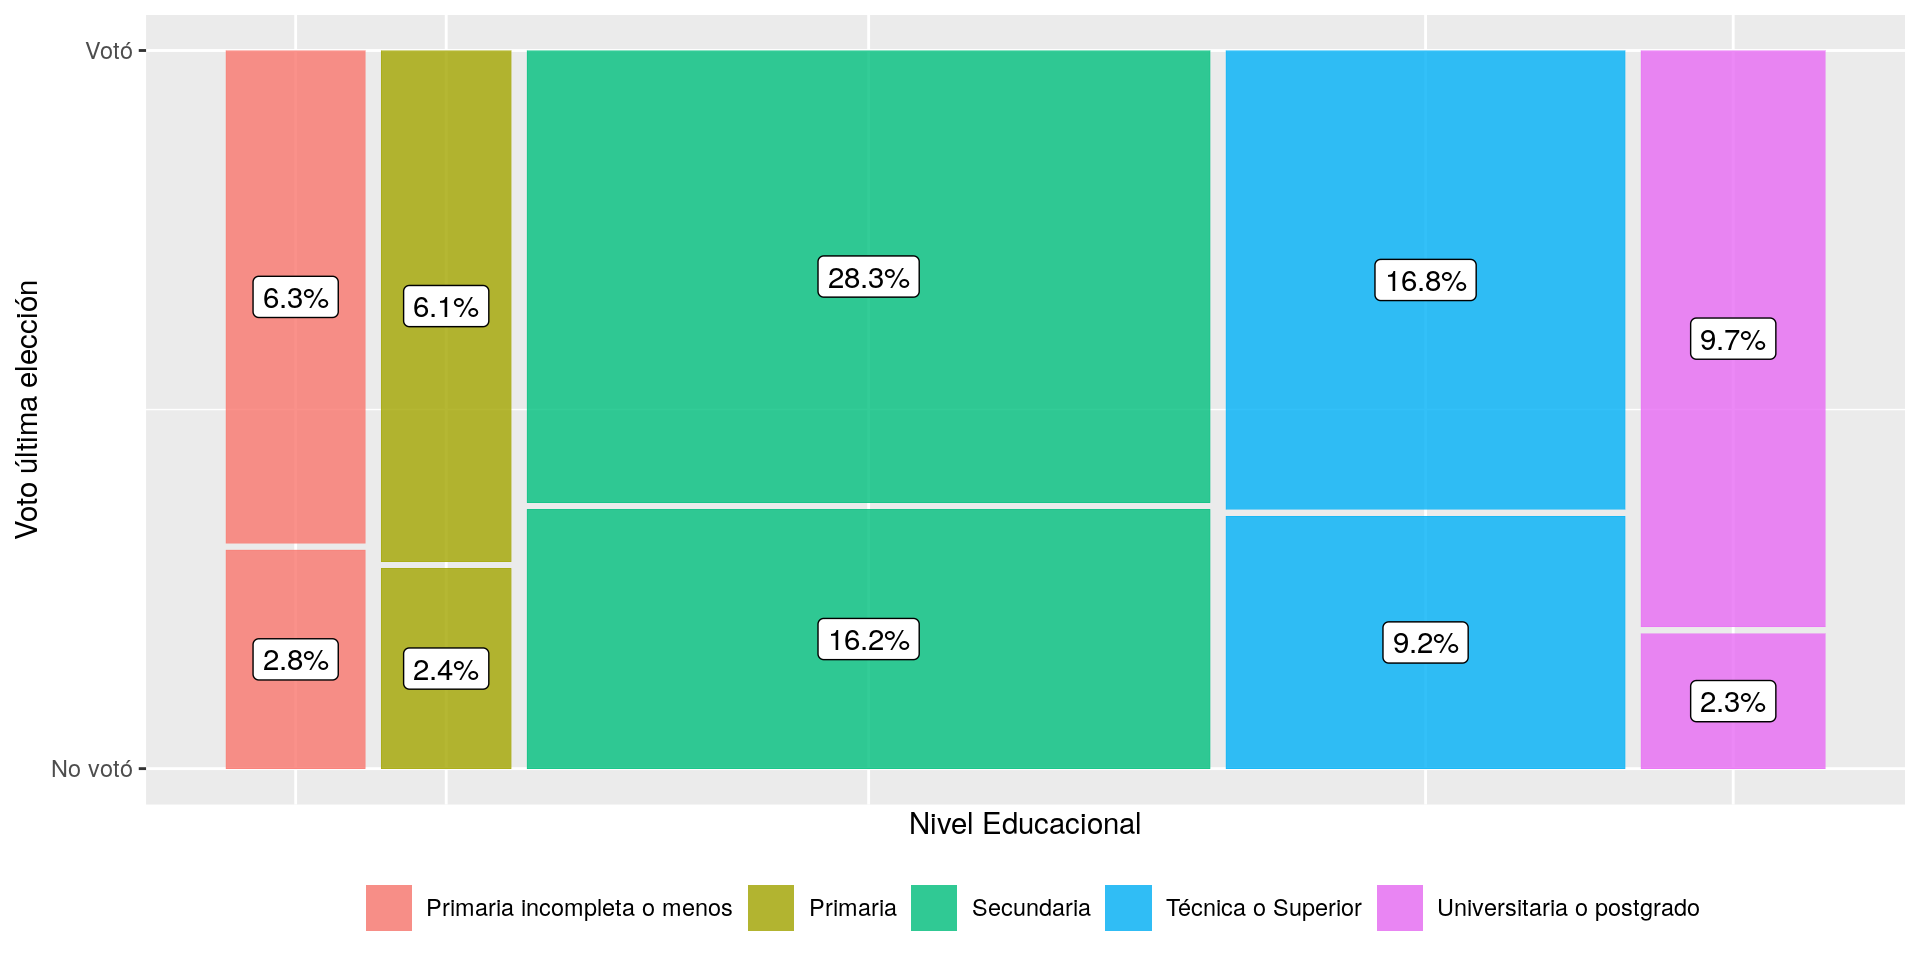 Votó
No votó
Voto última elección
6.3%
6.1%
28.3%
16.8%
9.7%
2.8%
2.4%
16.2%
9.2%
2.3%
Nivel Educacional
Primaria incompleta o menos
Primaria
Secundaria
Técnica o Superior
Universitaria o postgrado